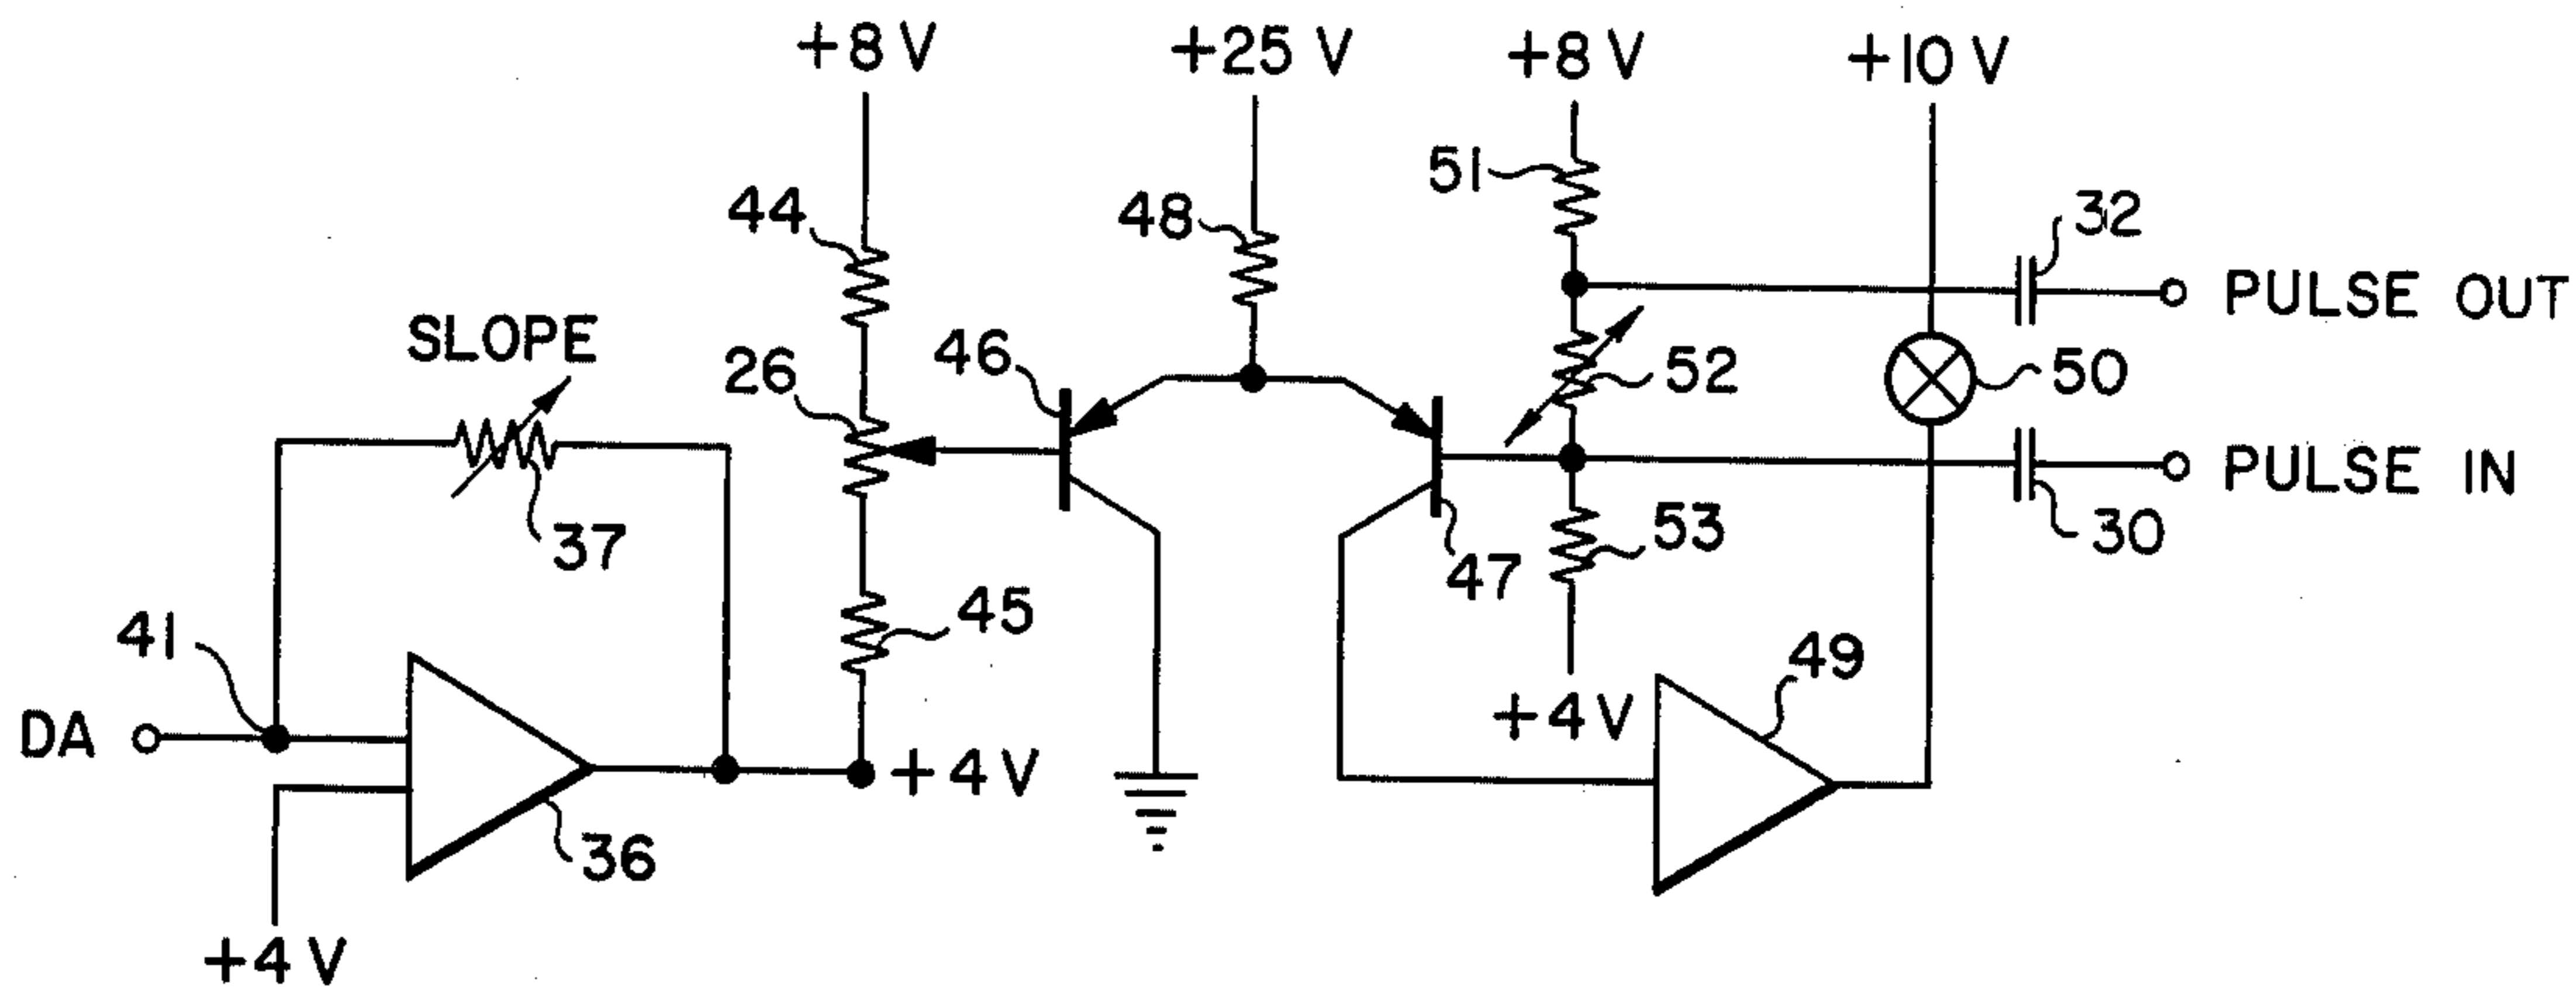 +8 V
+25 V
+8 V
+10 V
51
44
48
32
PULSE OUT
SLOPE
26
46
52
50
PULSE IN
37
53
30
47
45
41
49
DA
+4 V
+4 V
36
+4 V